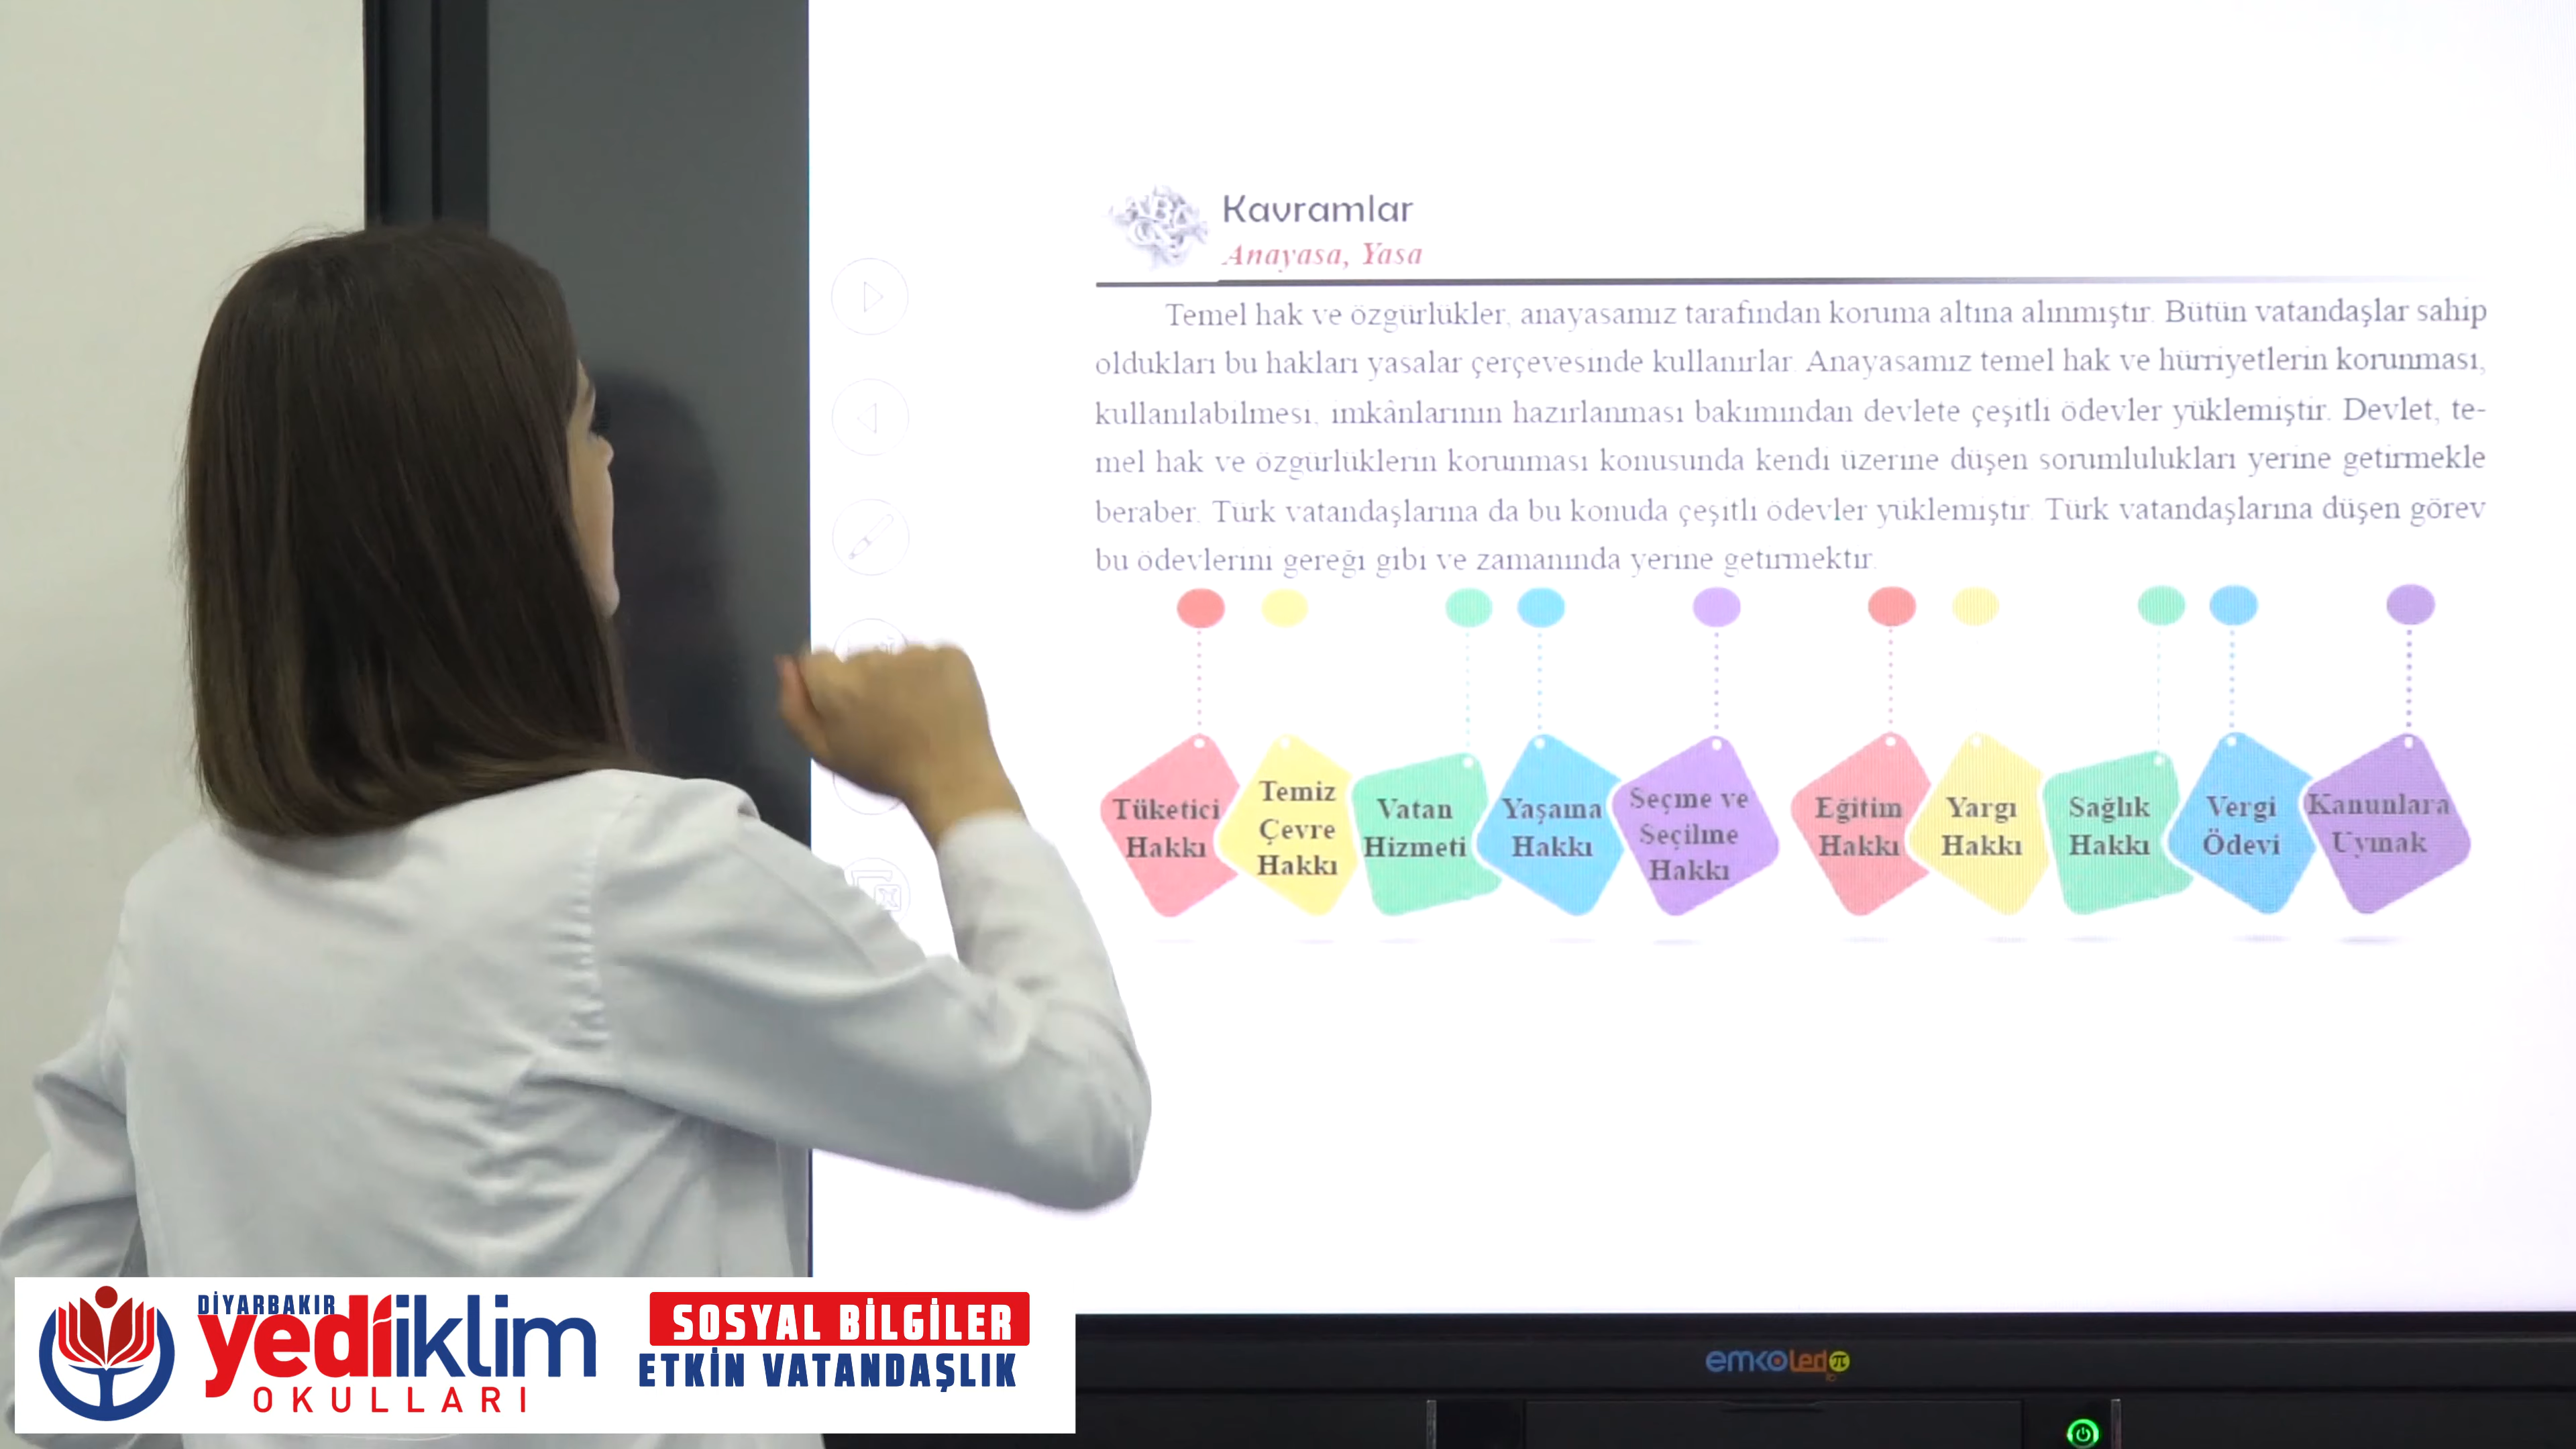 Kavramlar
Anayasa, Yasa
Temel hak ve özgürlükler, anayasamız tarafından koruma altına alınmıştır. Bütün vatandaşlar sahip
oldukları bu hakları yasalar çerçevesinde kullanırlar. Anayasamız temel hak ve hürriyetlerin korunması,
kullanılabilmesi, imkânlarının hazırlanması bakımından devlete çeşitli ödevler yüklemiştir. Devlet, te-
mel hak ve özgürlüklerin korunması konusunda kendi üzerine düşen sorumlulukları yerine getirmekle
beraber. Türk vatandaşlarına da bu konuda çeşitli ödevler yüklemiştir. Türk vatandaşlarına düşen görev
bu ödevlerini gereği gibi ve zamanında yerine getirmektir.
Tüketici
Hakkı
Temiz
Çevre
Hakkı
Vatan
Hizmeti
Yaşama
Hakkı
Seçme ve
Seçilme
Hakkı
Eğitim
Hakkı
Yargı
Hakkı
Sağlık
Hakkı
Vergi
Ödevi
Kanunlara
Uymak
DİYARBAKIR
yediiklim
OKULLARI
SOSYAL BİLGİLER
ETKİN VATANDAŞLIK
emkoled